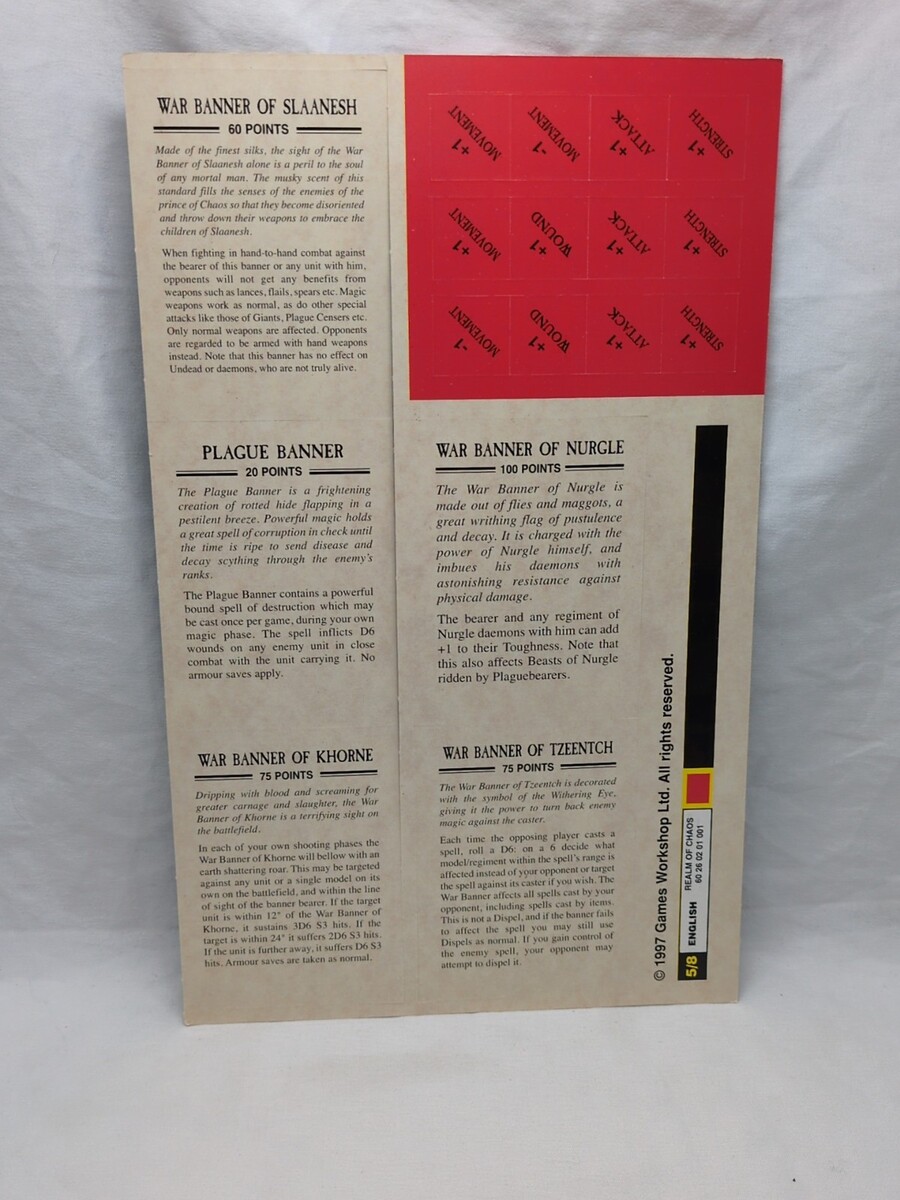 WAR BANNER OF SLAANESH
60 POINTS
Made of the finest silks, the sight of the War
Banner of Slaanesh alone is a peril to the soul
of any mortal man. The musky scent of this
standard fills the senses of the enemies of the
prince of Chaos so that they become disoriented
and throw down their weapons to embrace the
children of Slaanesh.
When fighting in hand-to-hand combat against
the bearer of this banner or any unit with him,
opponents will not get any benefits from
weapons such as lances, flails, spears etc. Magic
weapons work as normal, as do other special
attacks like those of Giants, Plague Censers etc.
Only normal weapons are affected. Opponents
are regarded to be armed with hand weapons
instead. Note that this banner has no effect on
Undead or daemons, who are not truly alive.
PLAGUE BANNER
20 POINTS
The Plague Banner is a frightening
creation of rotted hide flapping in a
pestilent breeze. Powerful magic holds
a great spell of corruption in check until
the time is ripe to send disease and
decay scything through the enemy's
ranks.
The Plague Banner contains a powerful
bound spell of destruction which may
be cast once per game, during your own
magic phase. The spell inflicts D6
wounds on any enemy unit in close
combat with the unit carrying it. No
armour saves apply.
WAR BANNER OF KHORNE
75 POINTS
Dripping with blood and screaming for
greater carnage and slaughter, the War
Banner of Khorne is a terrifying sight on
the battlefield.
In each of your own shooting phases the
War Banner of Khorne will bellow with an
earth shattering roar. This may be targeted
against any unit or a single model on its
own on the battlefield, and within the line
of sight of the banner bearer. If the target
unit is within 12" of the War Banner of
Khorne, it sustains 3D6 S3 hits. If the
target is within 24" it suffers 2D6 S3 hits.
If the unit is further away, it suffers D6 S3
hits. Armour saves are taken as normal.
MOVEMENT +1
MOVEMENT -1
ATTACK +1
STRENGTH +1
MOVEMENT +1
WOUND +1
ATTACK +1
STRENGTH +1
MOVEMENT -1
WOUND +1
ATTACK +1
STRENGTH +1
WAR BANNER OF NURGLE
100 POINTS
The War Banner of Nurgle is
made out of flies and maggots, a
great writhing flag of pustulence
and decay. It is charged with the
power of Nurgle himself, and
imbues his daemons with
astonishing resistance against
physical damage.
The bearer and any regiment of
Nurgle daemons with him can add
+1 to their Toughness. Note that
this also affects Beasts of Nurgle
ridden by Plaguebearers.
WAR BANNER OF TZEENTCH
75 POINTS
The War Banner of Tzeentch is decorated
with the symbol of the Withering Eye,
giving it the power to turn back enemy
magic against the caster.
Each time the opposing player casts a
spell, roll a D6: on a 6 decide what
model/regiment within the spell's range is
affected instead of your opponent or target
the spell against its caster if you wish. The
War Banner affects all spells cast by your
opponent, including spells cast by items.
This is not a Dispel, and if the banner fails
to affect the spell you may still use
Dispels as normal. If you gain control of
the enemy spell, your opponent may
attempt to dispel it.
© 1997 Games Workshop Ltd. All rights reserved.
5/8 ENGLISH
REALM OF CHAOS
60 26 02 01 001